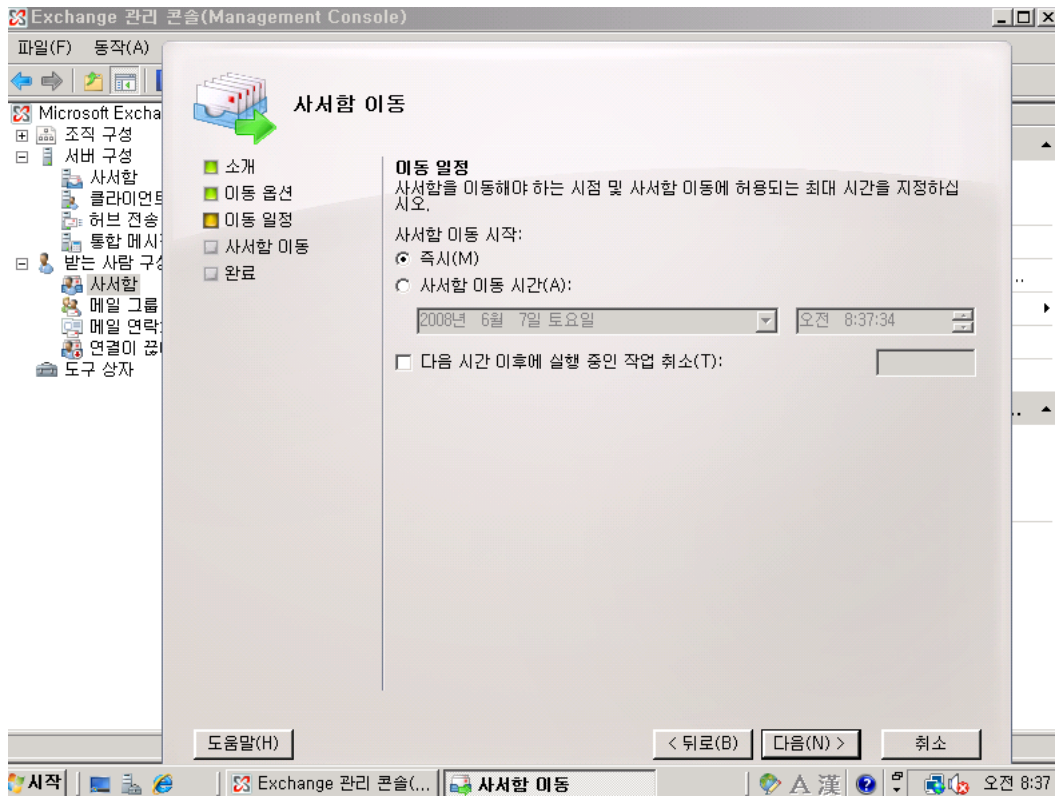 Exchange 관리 콘솔(Management Console)
파일(F) 동작(A)
Microsoft Excha
조직 구성
서버 구성
사서함
클라이언트
허브 전송
통합 메시
받는 사람 구성
사서함
메일 그룹
메일 연락
연결이 끊
도구 상자
사서함 이동
소개
이동 옵션
이동 일정
사서함 이동
완료
이동 일정
사서함을 이동해야 하는 시점 및 사서함 이동에 허용되는 최대 시간을 지정하십
시오.
사서함 이동 시작:
즉시(M)
사서함 이동 시간(A):
2008년 6월 7일 토요일
오전 8:37:34
다음 시간 이후에 실행 중인 작업 취소(T):
도움말(H)
< 뒤로(B)
다음(N) >
취소
시작
Exchange 관리 콘솔(...
사서함 이동
A 漢
오전 8:37